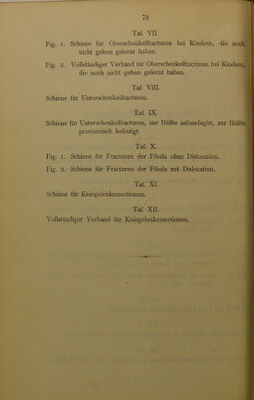 78
Taf. VII.
Fig. 1. Schiene für Oberschenkelfracturen bei Kindern, die noch
nicht gehen gelernt haben.
Fig. 2. Vollständiger Verband für Oberschenkelfracturen bei Kindern,
die noch nicht gehen gelernt haben.
Taf. VIII.
Schiene für Unterschenkelfracturen.
Taf. IX.
Schiene für Unterschenkelfracturen, zur Hälfte anbandagirt, zur Hälfte
provisorisch befestigt.
Taf. X.
Fig. 1. Schiene für Fracturen der Fibula ohne Dislocation.
Fig. 2. Schiene für Fracturen der Fibula mit Dislocation.
Taf. XI.
Schiene für Kniegelenkresectionen.
Taf. XII.
Vollständiger Verband für Kniegelenkresectionen.